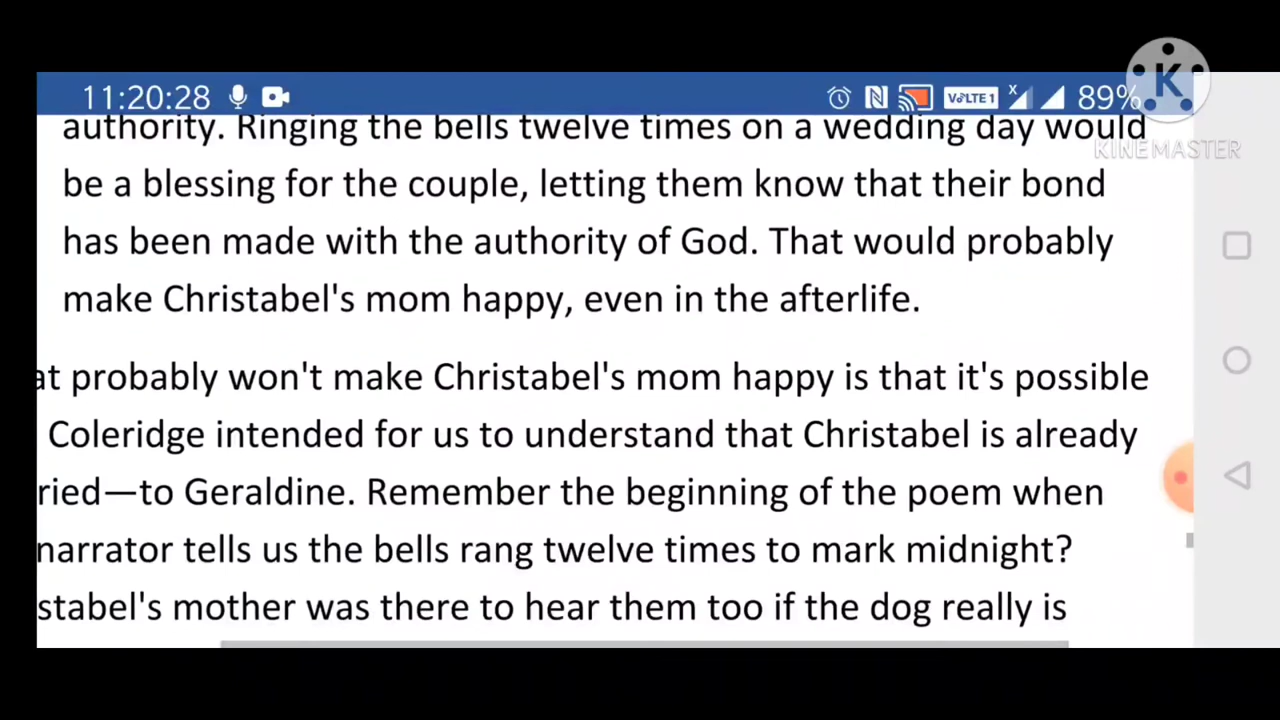 11:20:28 VoLTE 1 X 89%
K
KINEMASTER
authority. Ringing the bells twelve times on a wedding day would
be a blessing for the couple, letting them know that their bond
has been made with the authority of God. That would probably
make Christabel's mom happy, even in the afterlife.
at probably won't make Christabel's mom happy is that it's possible
Coleridge intended for us to understand that Christabel is already
ried—to Geraldine. Remember the beginning of the poem when
narrator tells us the bells rang twelve times to mark midnight?
stabel's mother was there to hear them too if the dog really is